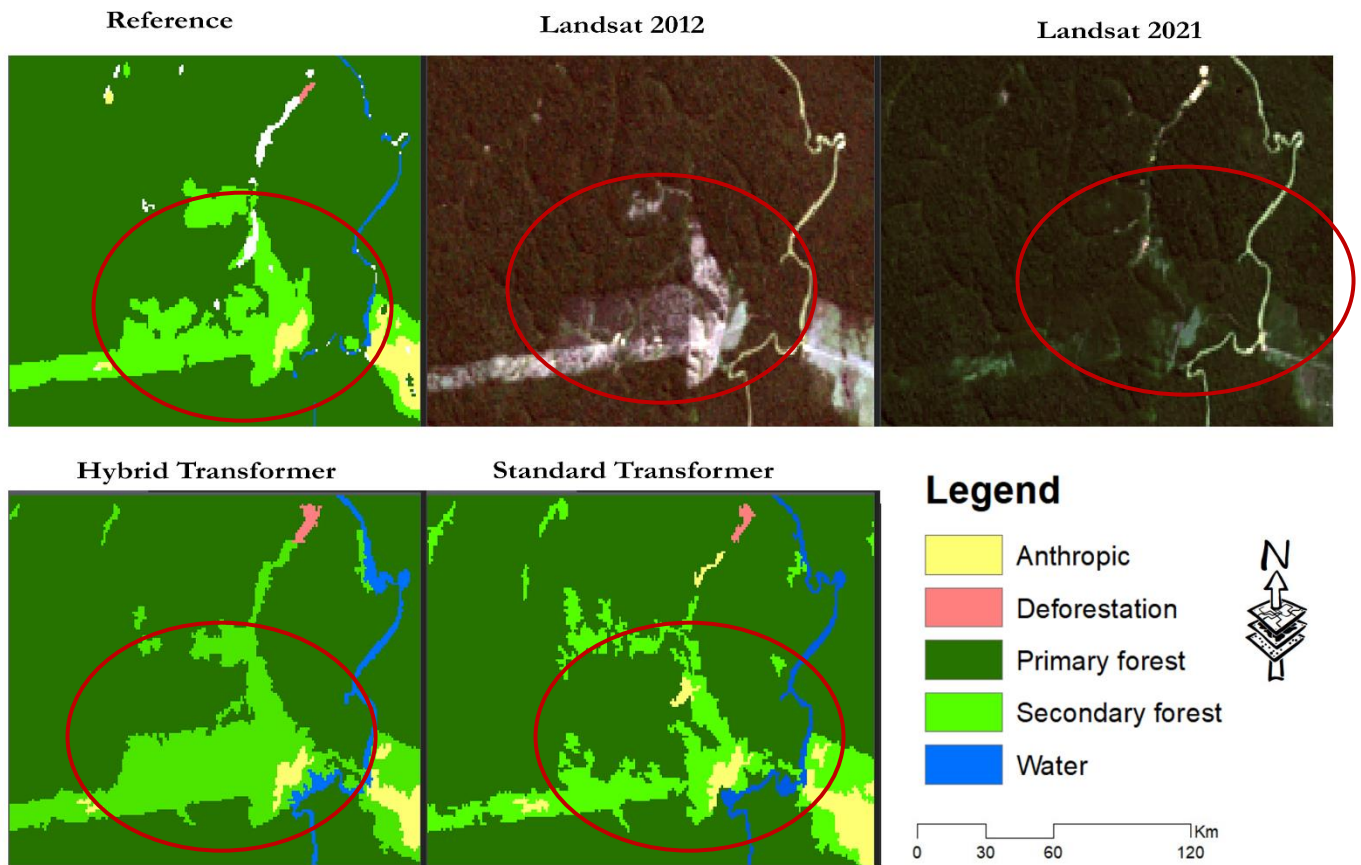 Reference
Landsat 2012
Landsat 2021
Hybrid Transformer
Standard Transformer
Legend
Anthropic
Deforestation
Primary forest
Secondary forest
Water
N
Km
0 30 60 120